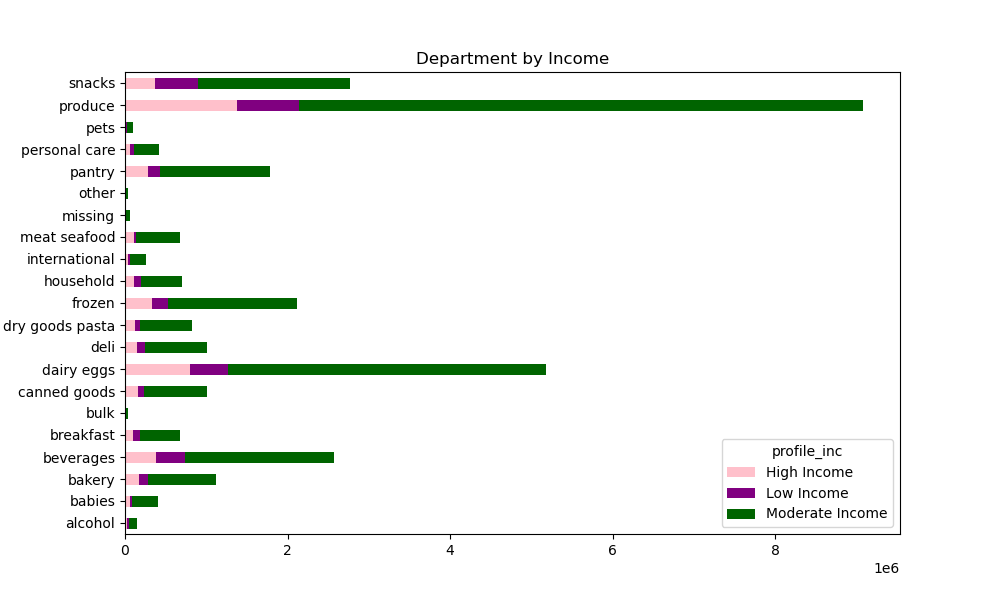 Department by Income
snacks
produce
pets
personal care
pantry
other
missing
meat seafood
international
household
frozen
dry goods pasta
deli
dairy eggs
canned goods
bulk
breakfast
beverages
bakery
babies
alcohol
profile_inc
High Income
Low Income
Moderate Income
0 2 4 6 8
1e6